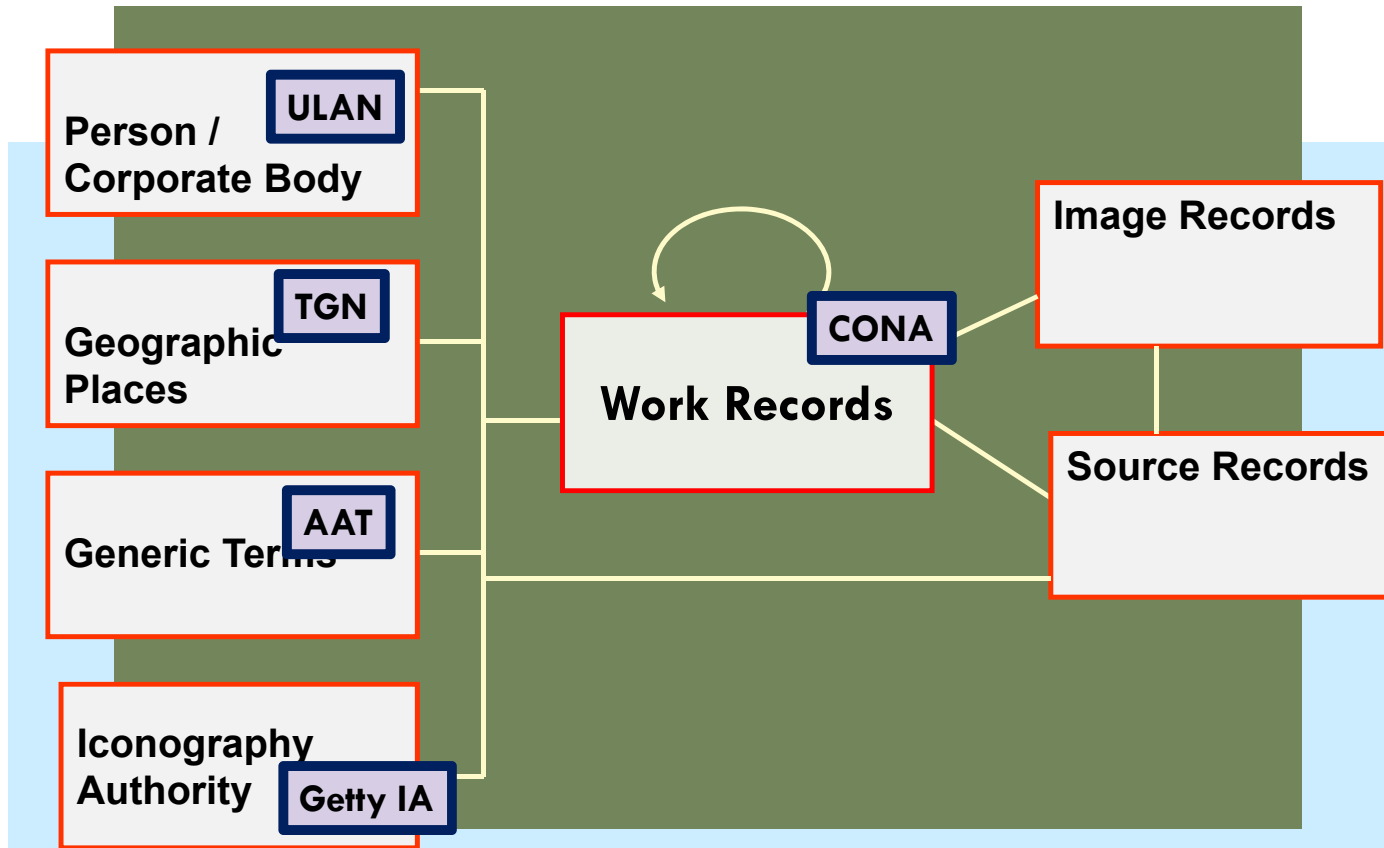 ULAN
Person /
Corporate Body
TGN
Geographic
Places
AAT
Generic Terms
Iconography
Authority
Getty IA
CONA
Work Records
Image Records
Source Records